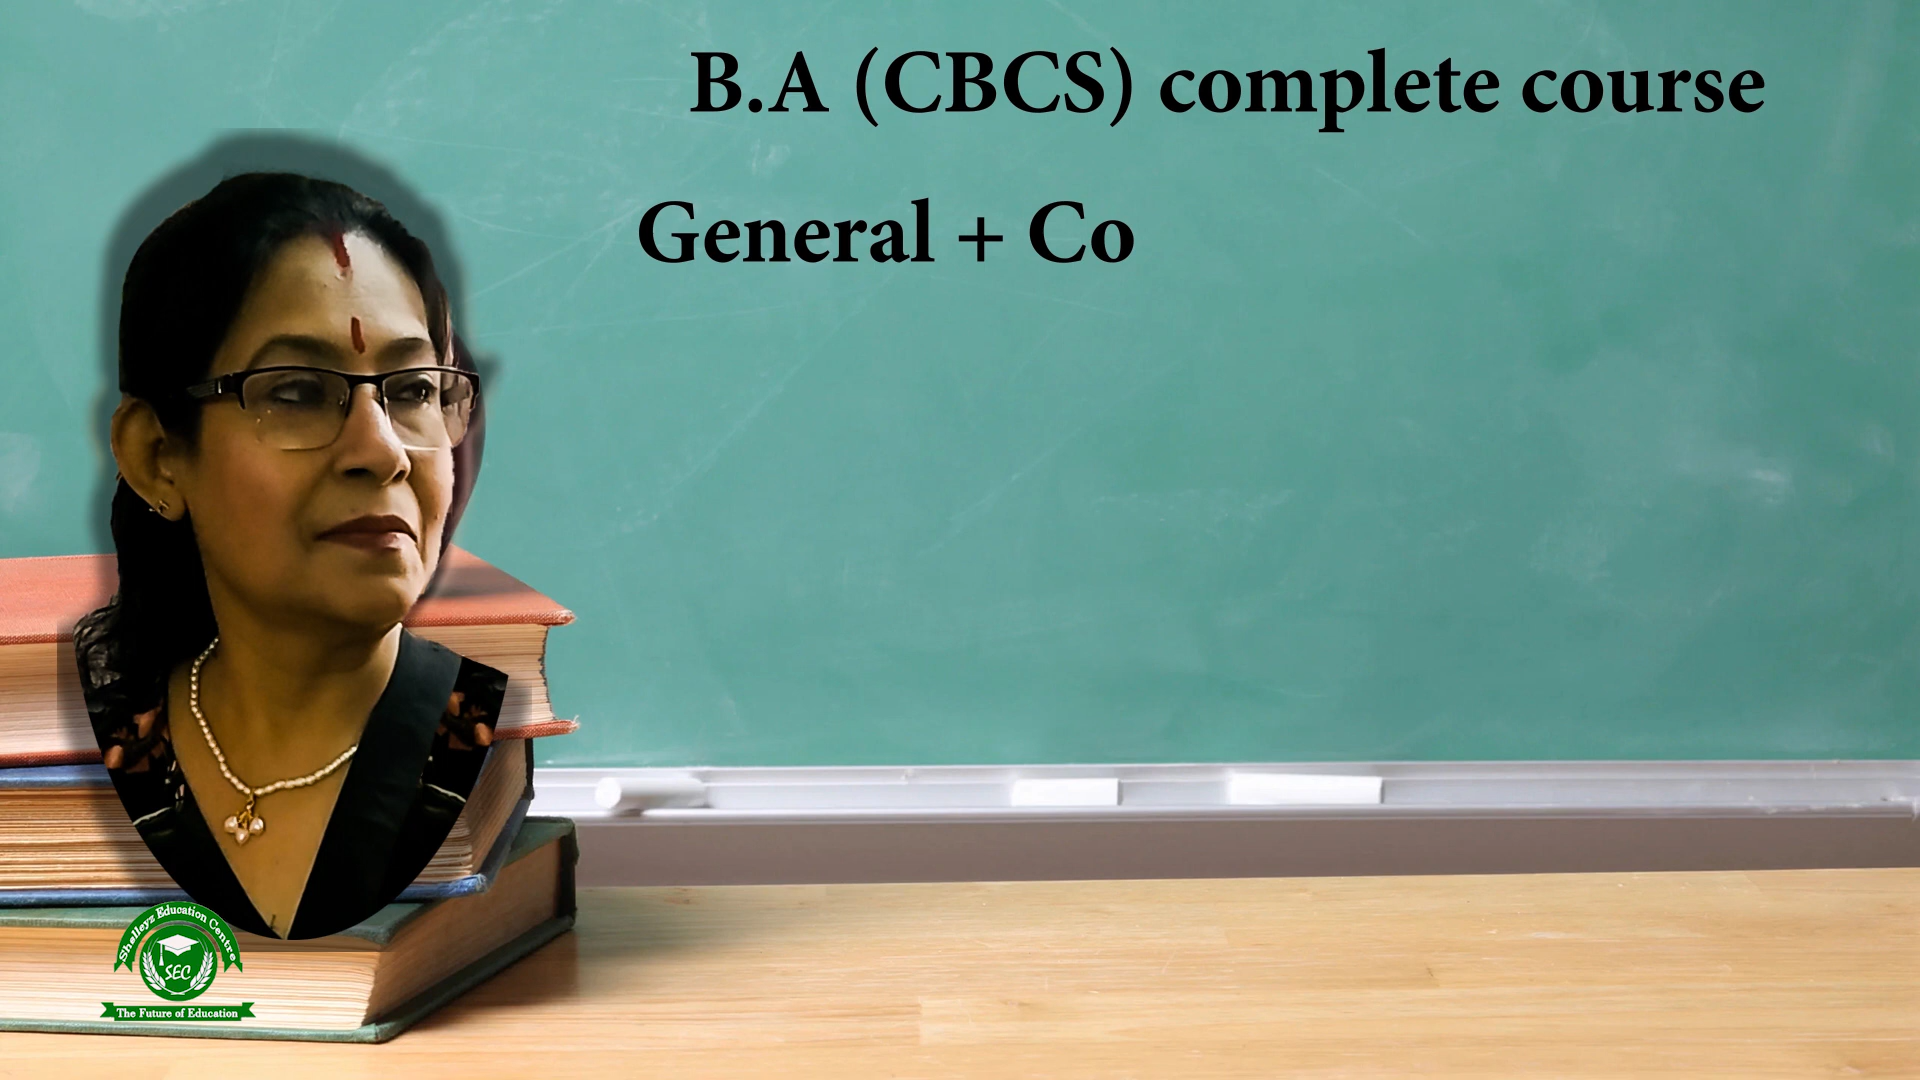 B.A (CBCS) complete course
General + Co
Shelleyz Education Centre
SEC
The Future of Education